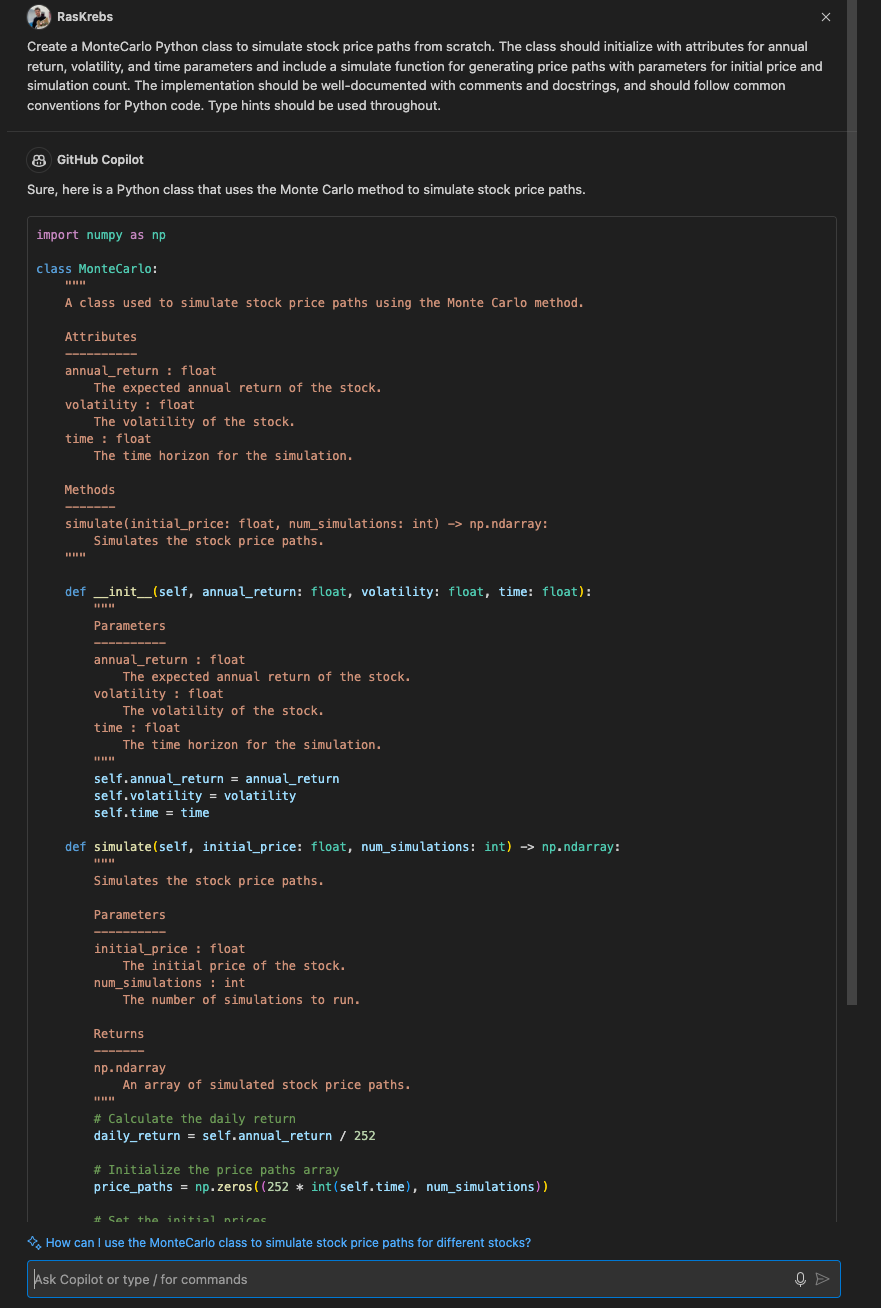 RasKrebs
Create a MonteCarlo Python class to simulate stock price paths from scratch. The class should initialize with attributes for annual
return, volatility, and time parameters and include a simulate function for generating price paths with parameters for initial price and
simulation count. The implementation should be well-documented with comments and docstrings, and should follow common
conventions for Python code. Type hints should be used throughout.
GitHub Copilot
Sure, here is a Python class that uses the Monte Carlo method to simulate stock price paths.
import numpy as np
class MonteCarlo:
    """
    A class used to simulate stock price paths using the Monte Carlo method.
    Attributes
    ----------
    annual_return : float
        The expected annual return of the stock.
    volatility : float
        The volatility of the stock.
    time : float
        The time horizon for the simulation.
    Methods
    -------
    simulate(initial_price: float, num_simulations: int) -> np.ndarray:
        Simulates the stock price paths.
    """
    def __init__(self, annual_return: float, volatility: float, time: float):
        """
        Parameters
        ----------
        annual_return : float
            The expected annual return of the stock.
        volatility : float
            The volatility of the stock.
        time : float
            The time horizon for the simulation.
        """
        self.annual_return = annual_return
        self.volatility = volatility
        self.time = time
    def simulate(self, initial_price: float, num_simulations: int) -> np.ndarray:
        """
        Simulates the stock price paths.
        Parameters
        ----------
        initial_price : float
            The initial price of the stock.
        num_simulations : int
            The number of simulations to run.
        Returns
        -------
        np.ndarray
            An array of simulated stock price paths.
        """
        # Calculate the daily return
        daily_return = self.annual_return / 252
        # Initialize the price paths array
        price_paths = np.zeros((252 * int(self.time), num_simulations))
        # Set the initial prices
How can I use the MonteCarlo class to simulate stock price paths for different stocks?
Ask Copilot or type / for commands